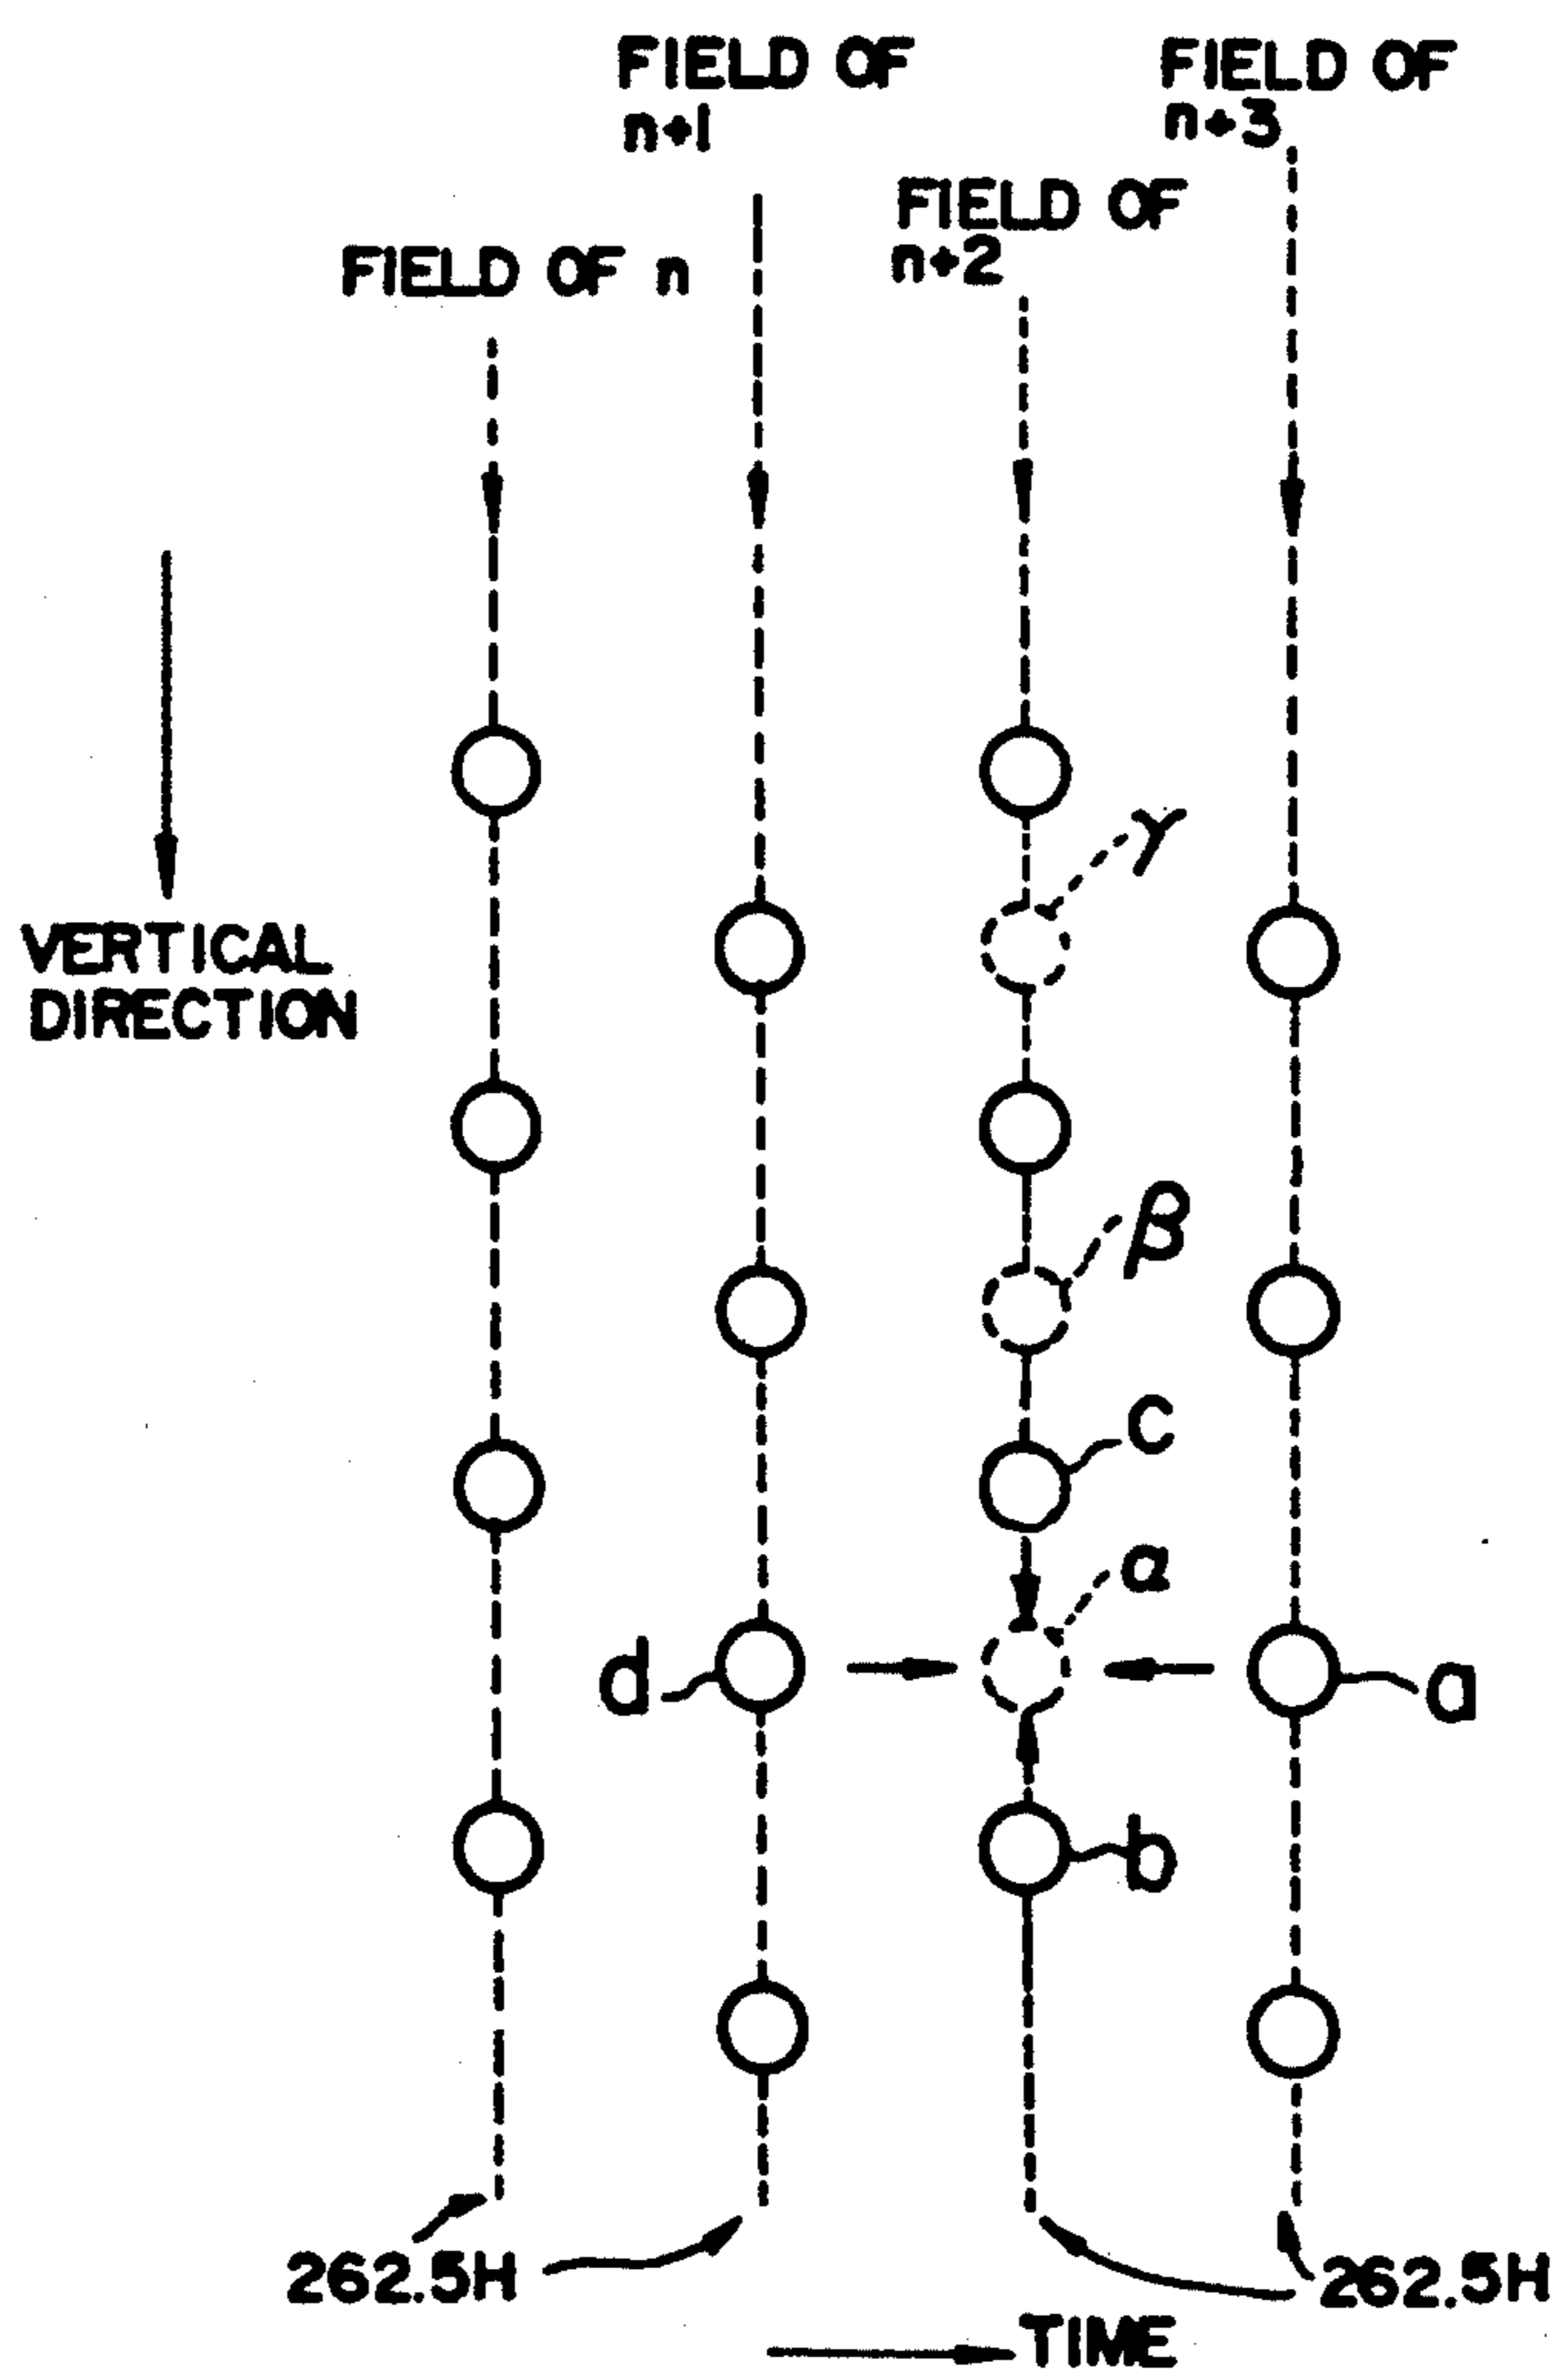 FIELD OF
n+1
FIELD OF
n+3
FIELD OF
n+2
FIELD OF n
γ
VERTICAL
DIRECTION
β
c
α
d
a
b
262.5H
262.5H
TIME